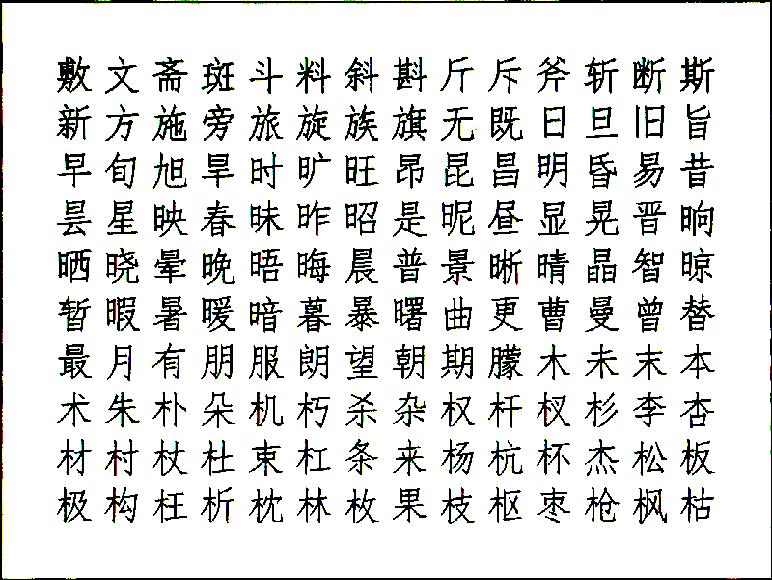 敷文斋斑斗料斜斟斤斥斧斩断斯
新方施旁旅旋族旗无既日旦旧旨
早旬旭旱时旷旺昂昆昌明昏易昔
昙星映春昧昨昭是昵昼显晃晋晌
晒晓晕晚晤晦晨普景晰晴晶智晾
暂暇暑暖暗暮暴曙曲更曹曼曾替
最月有朋服朗望朝期朦木未末本
术朱朴朵机朽杀杂权杆杈杉李杏
材村杖杜束杠条来杨杭杯杰松板
极构枉析枕林枚果枝枢枣枪枫枯